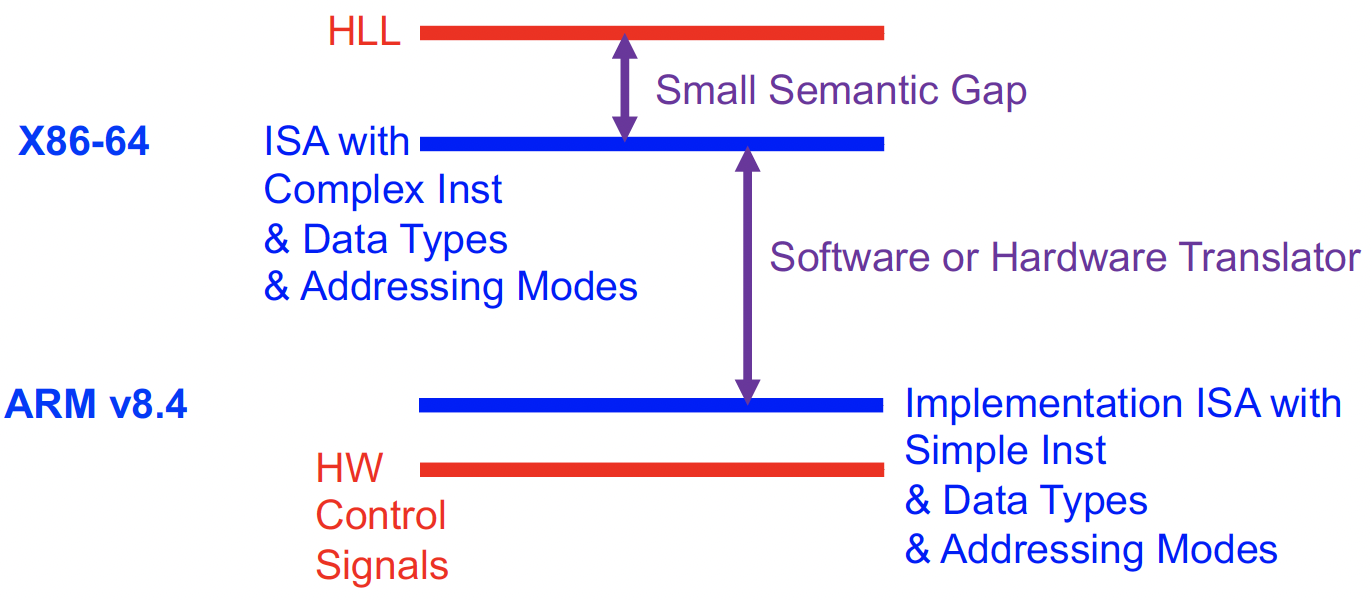 HLL
Small Semantic Gap
X86-64
ISA with
Complex Inst
& Data Types
& Addressing Modes
Software or Hardware Translator
ARM v8.4
Implementation ISA with
Simple Inst
& Data Types
& Addressing Modes
HW
Control
Signals